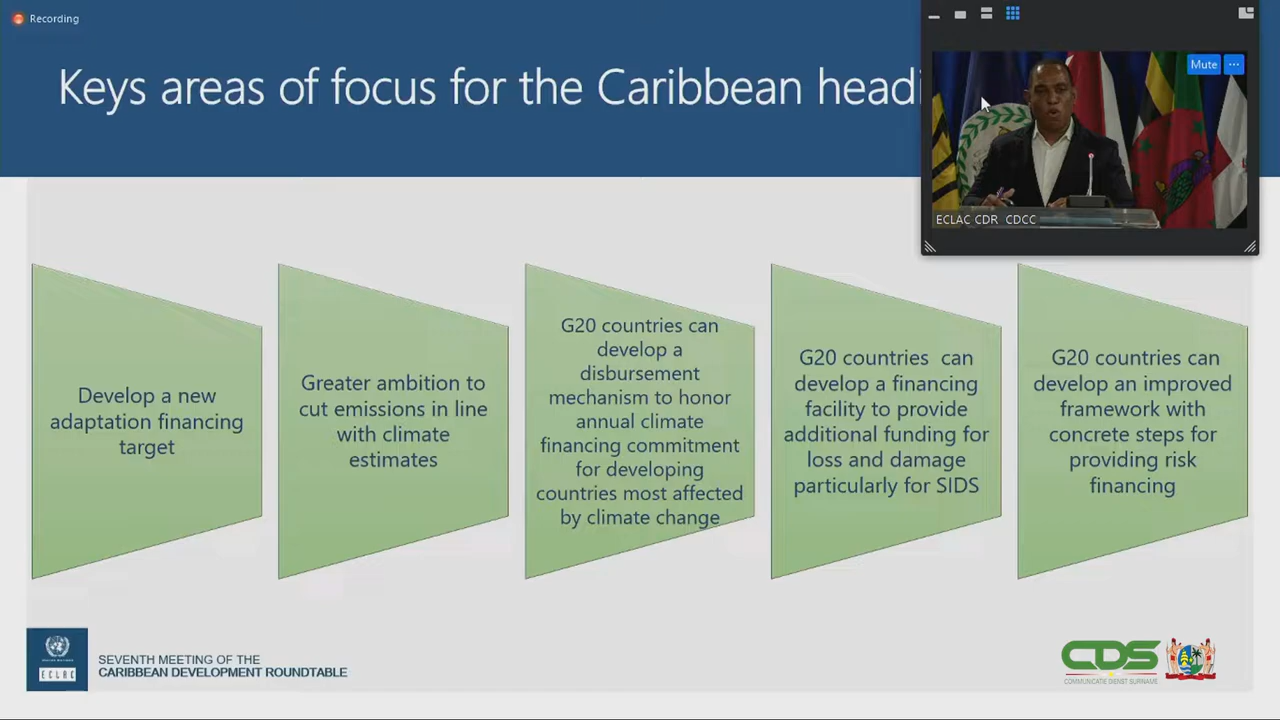 Recording
Keys areas of focus for the Caribbean headi
Mute
ECLAC CDR CDCC
Develop a new
adaptation financing
target
Greater ambition to
cut emissions in line
with climate
estimates
G20 countries can
develop a
disbursement
mechanism to honor
annual climate
financing commitment
for developing
countries most affected
by climate change
G20 countries can
develop a financing
facility to provide
additional funding for
loss and damage
particularly for SIDS
G20 countries can
develop an improved
framework with
concrete steps for
providing risk
financing
ECLAC
SEVENTH MEETING OF THE
CARIBBEAN DEVELOPMENT ROUNDTABLE
CDS
COMMUNICATIE DIENST SURINAME